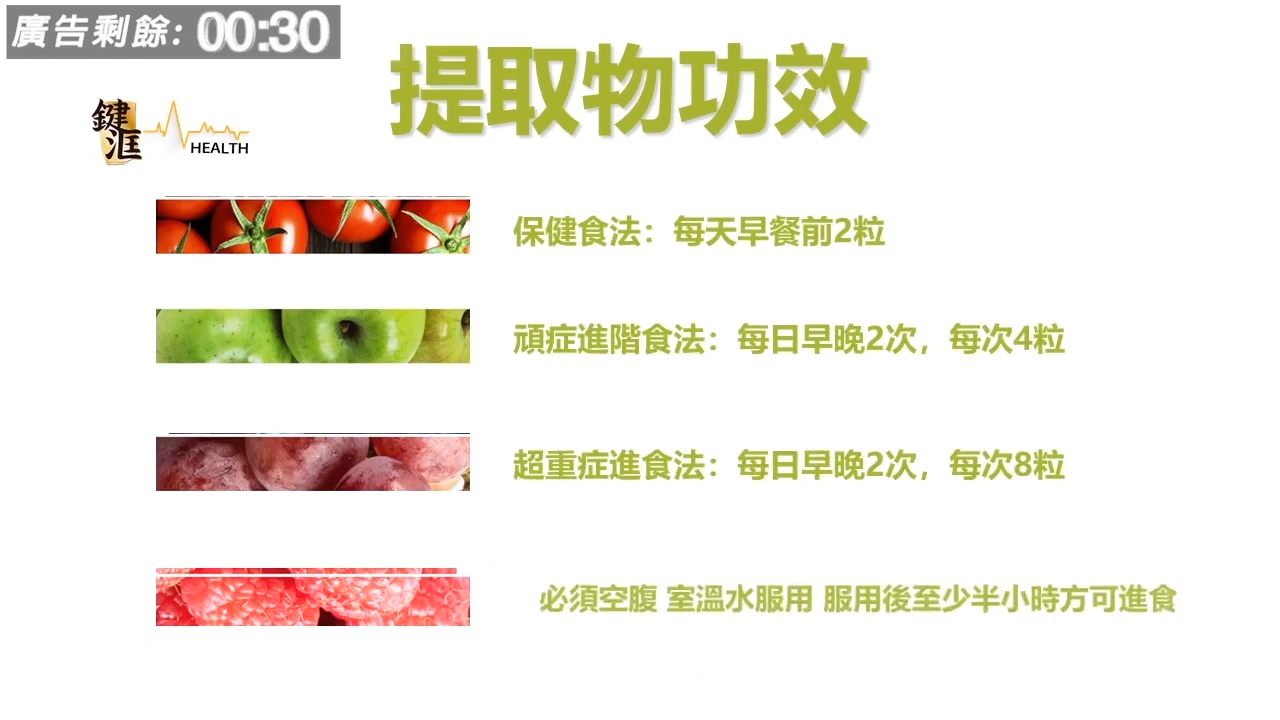 廣告剩餘: 00:30
提取物功效
鍵
滙
HEALTH
保健食法：每天早餐前2粒
頑症進階食法：每日早晚2次，每次4粒
超重症進食法：每日早晚2次，每次8粒
必須空腹 室溫水服用 服用後至少半小時方可進食